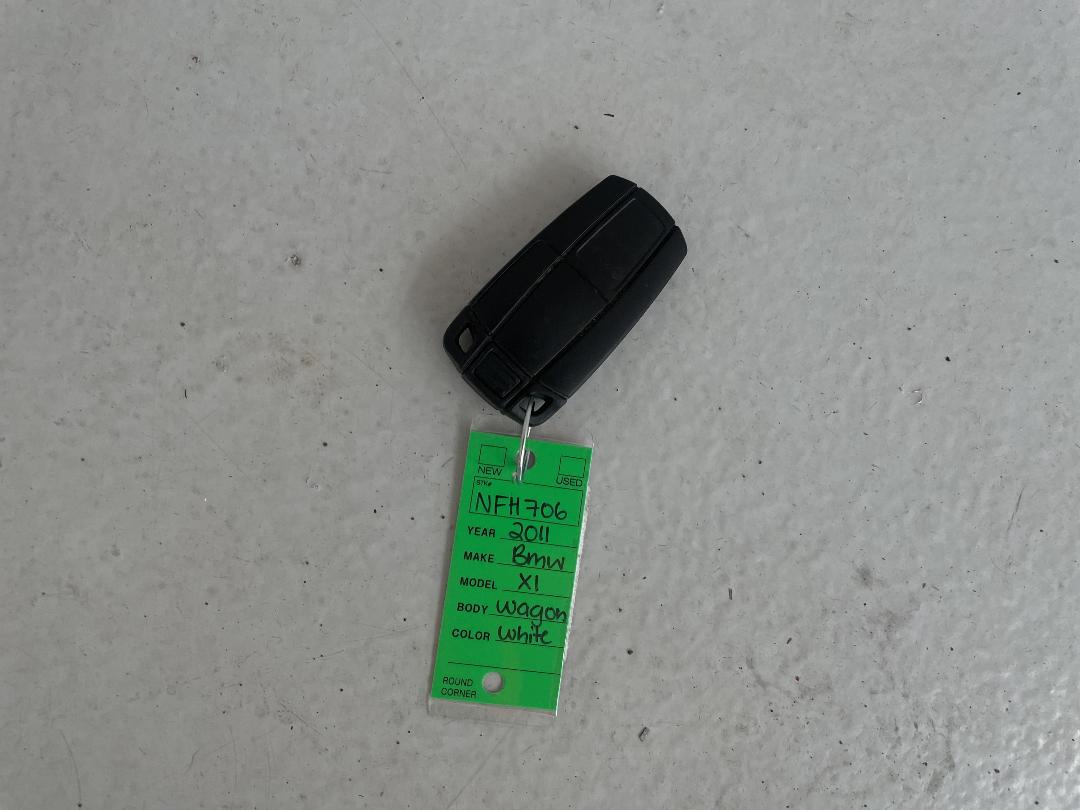 NEW USED
STK#
NFH706
YEAR 2011
MAKE Bmw
MODEL X1
BODY wagon
COLOR white
ROUND
CORNER